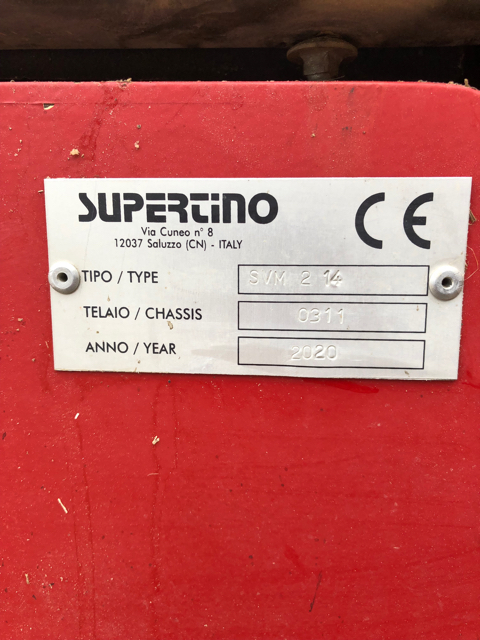 SUPERTINO
Via Cuneo n° 8
12037 Saluzzo (CN) - ITALY
CE
TIPO / TYPE SVM 2 14
TELAIO / CHASSIS 0311
ANNO / YEAR 2020